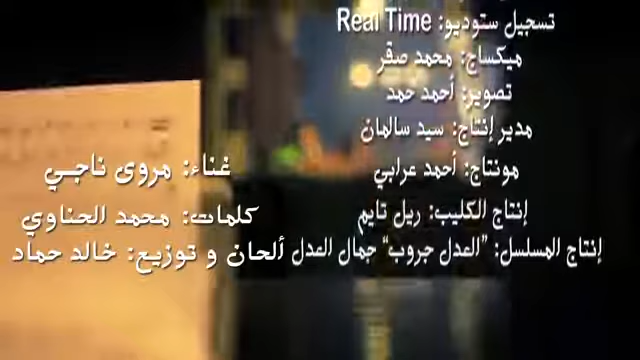 تسجيل ستوديو: Real Time
ميكساج: محمد صقر
تصوير: أحمد حمد
مدير إنتاج: سيد سالمان
مونتاج: أحمد عرابي
إنتاج الكليب: ريل تايم
إنتاج المسلسل: "العدل جروب" جمال العدل
غناء: مروى ناجي
كلمات: محمد الحناوي
ألحان و توزيع: خالد حماد